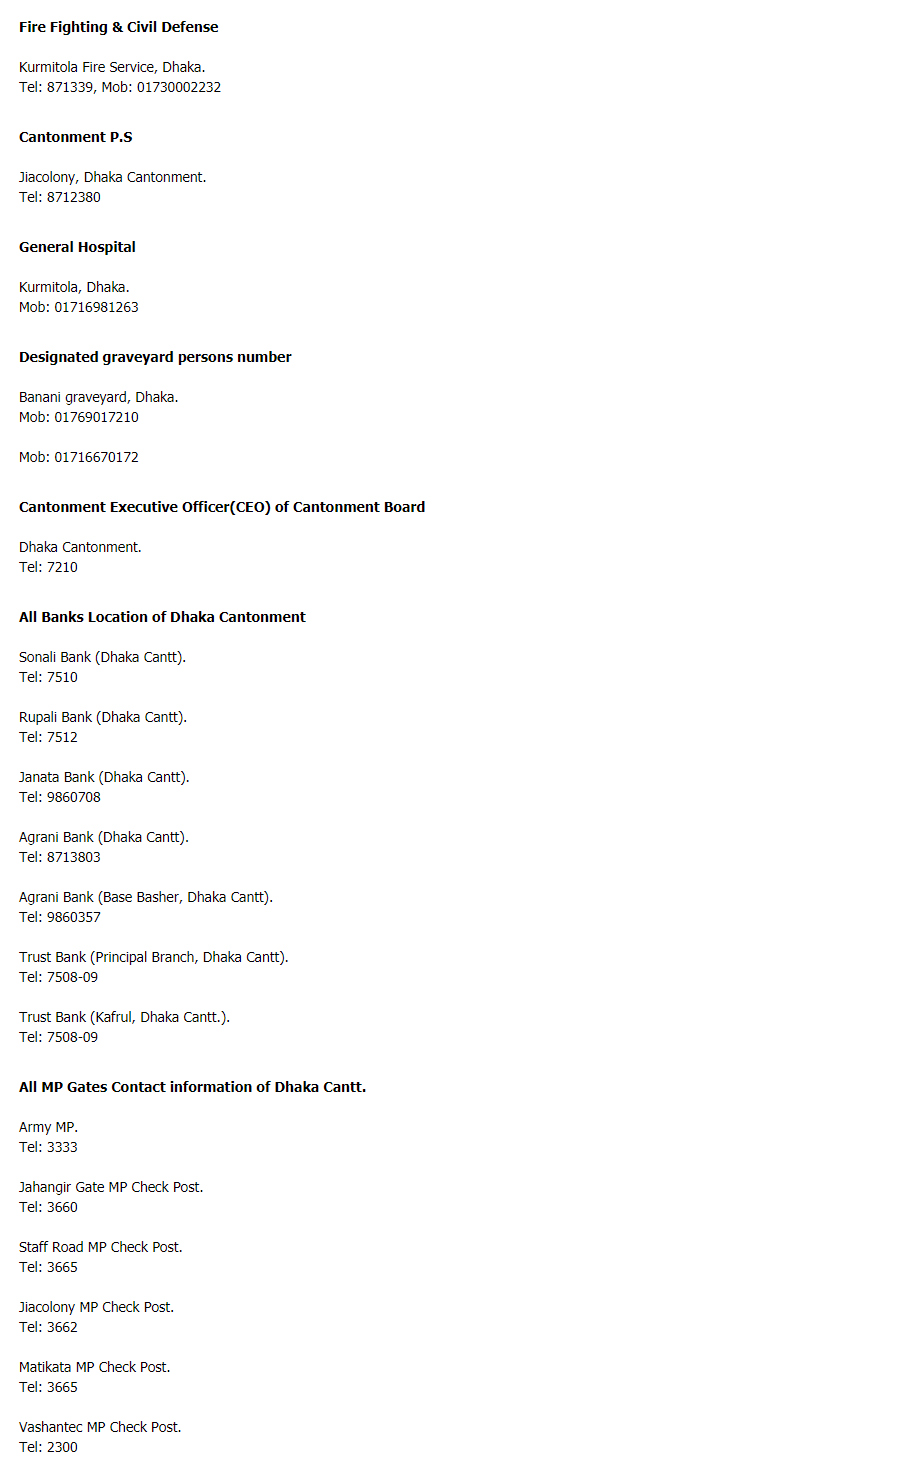 Fire Fighting & Civil Defense
Kurmitola Fire Service, Dhaka.
Tel: 871339, Mob: 01730002232
Cantonment P.S
Jiacolony, Dhaka Cantonment.
Tel: 8712380
General Hospital
Kurmitola, Dhaka.
Mob: 01716981263
Designated graveyard persons number
Banani graveyard, Dhaka.
Mob: 01769017210
Mob: 01716670172
Cantonment Executive Officer(CEO) of Cantonment Board
Dhaka Cantonment.
Tel: 7210
All Banks Location of Dhaka Cantonment
Sonali Bank (Dhaka Cantt).
Tel: 7510
Rupali Bank (Dhaka Cantt).
Tel: 7512
Janata Bank (Dhaka Cantt).
Tel: 9860708
Agrani Bank (Dhaka Cantt).
Tel: 8713803
Agrani Bank (Base Basher, Dhaka Cantt).
Tel: 9860357
Trust Bank (Principal Branch, Dhaka Cantt).
Tel: 7508-09
Trust Bank (Kafrul, Dhaka Cantt.).
Tel: 7508-09
All MP Gates Contact information of Dhaka Cantt.
Army MP.
Tel: 3333
Jahangir Gate MP Check Post.
Tel: 3660
Staff Road MP Check Post.
Tel: 3665
Jiacolony MP Check Post.
Tel: 3662
Matikata MP Check Post.
Tel: 3665
Vashantec MP Check Post.
Tel: 2300